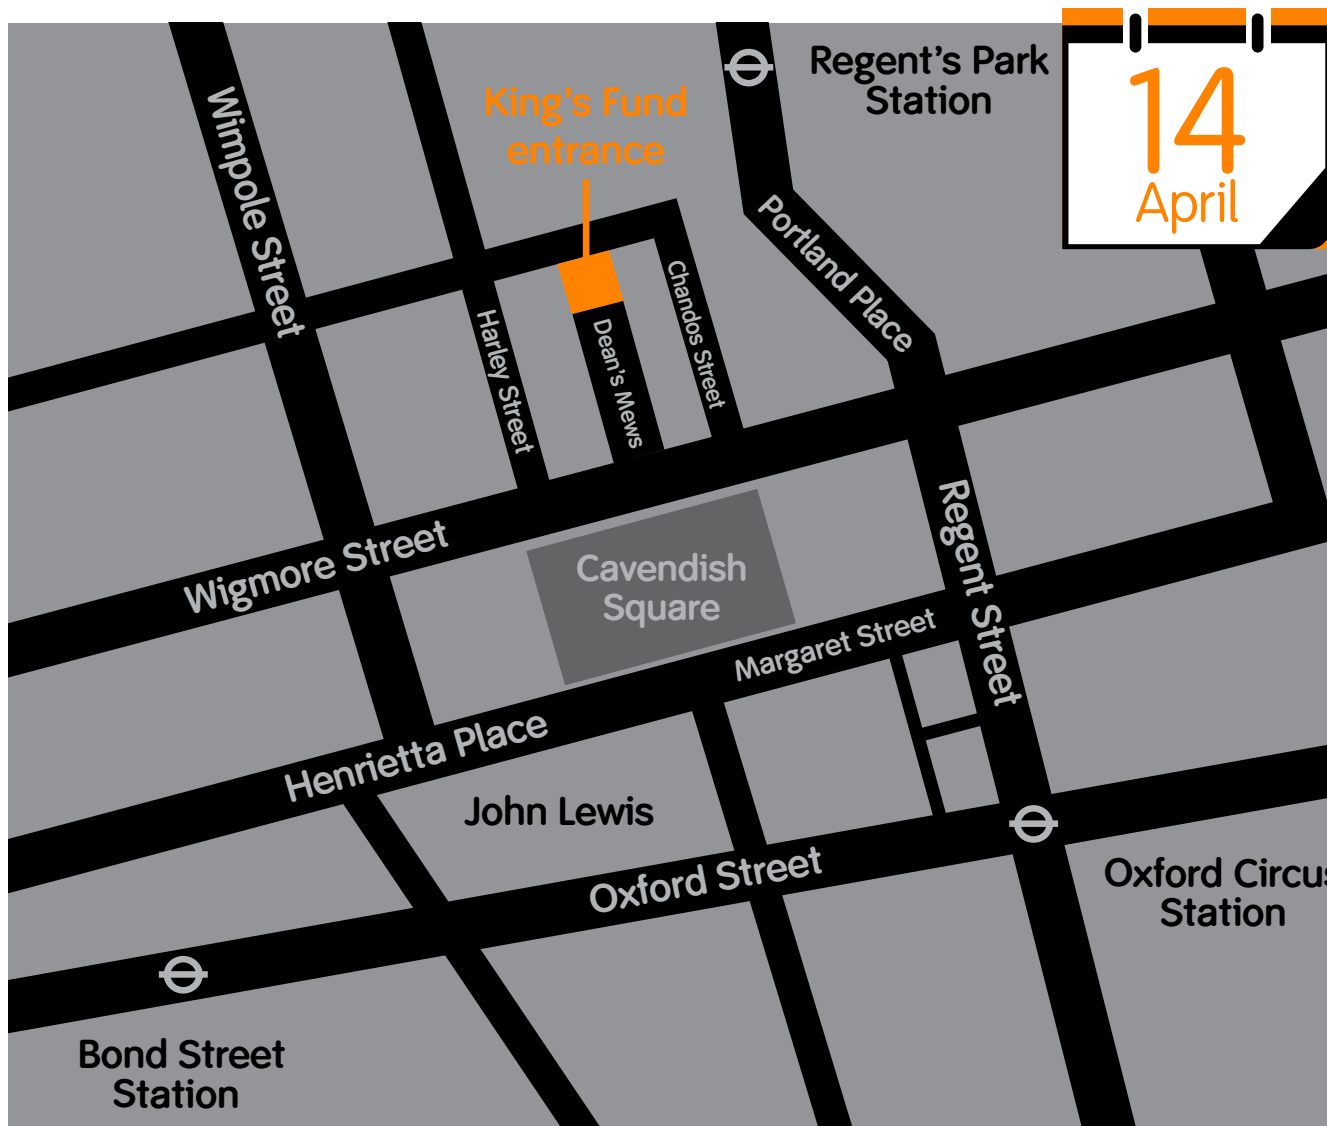 Regent's Park
Station
14
April
King's Fund
entrance
Wimpole Street
Portland Place
Chandos Street
Harley Street
Dean's Mews
Wigmore Street
Regent Street
Cavendish
Square
Margaret Street
Henrietta Place
John Lewis
Oxford Street
Oxford Circus
Station
Bond Street
Station